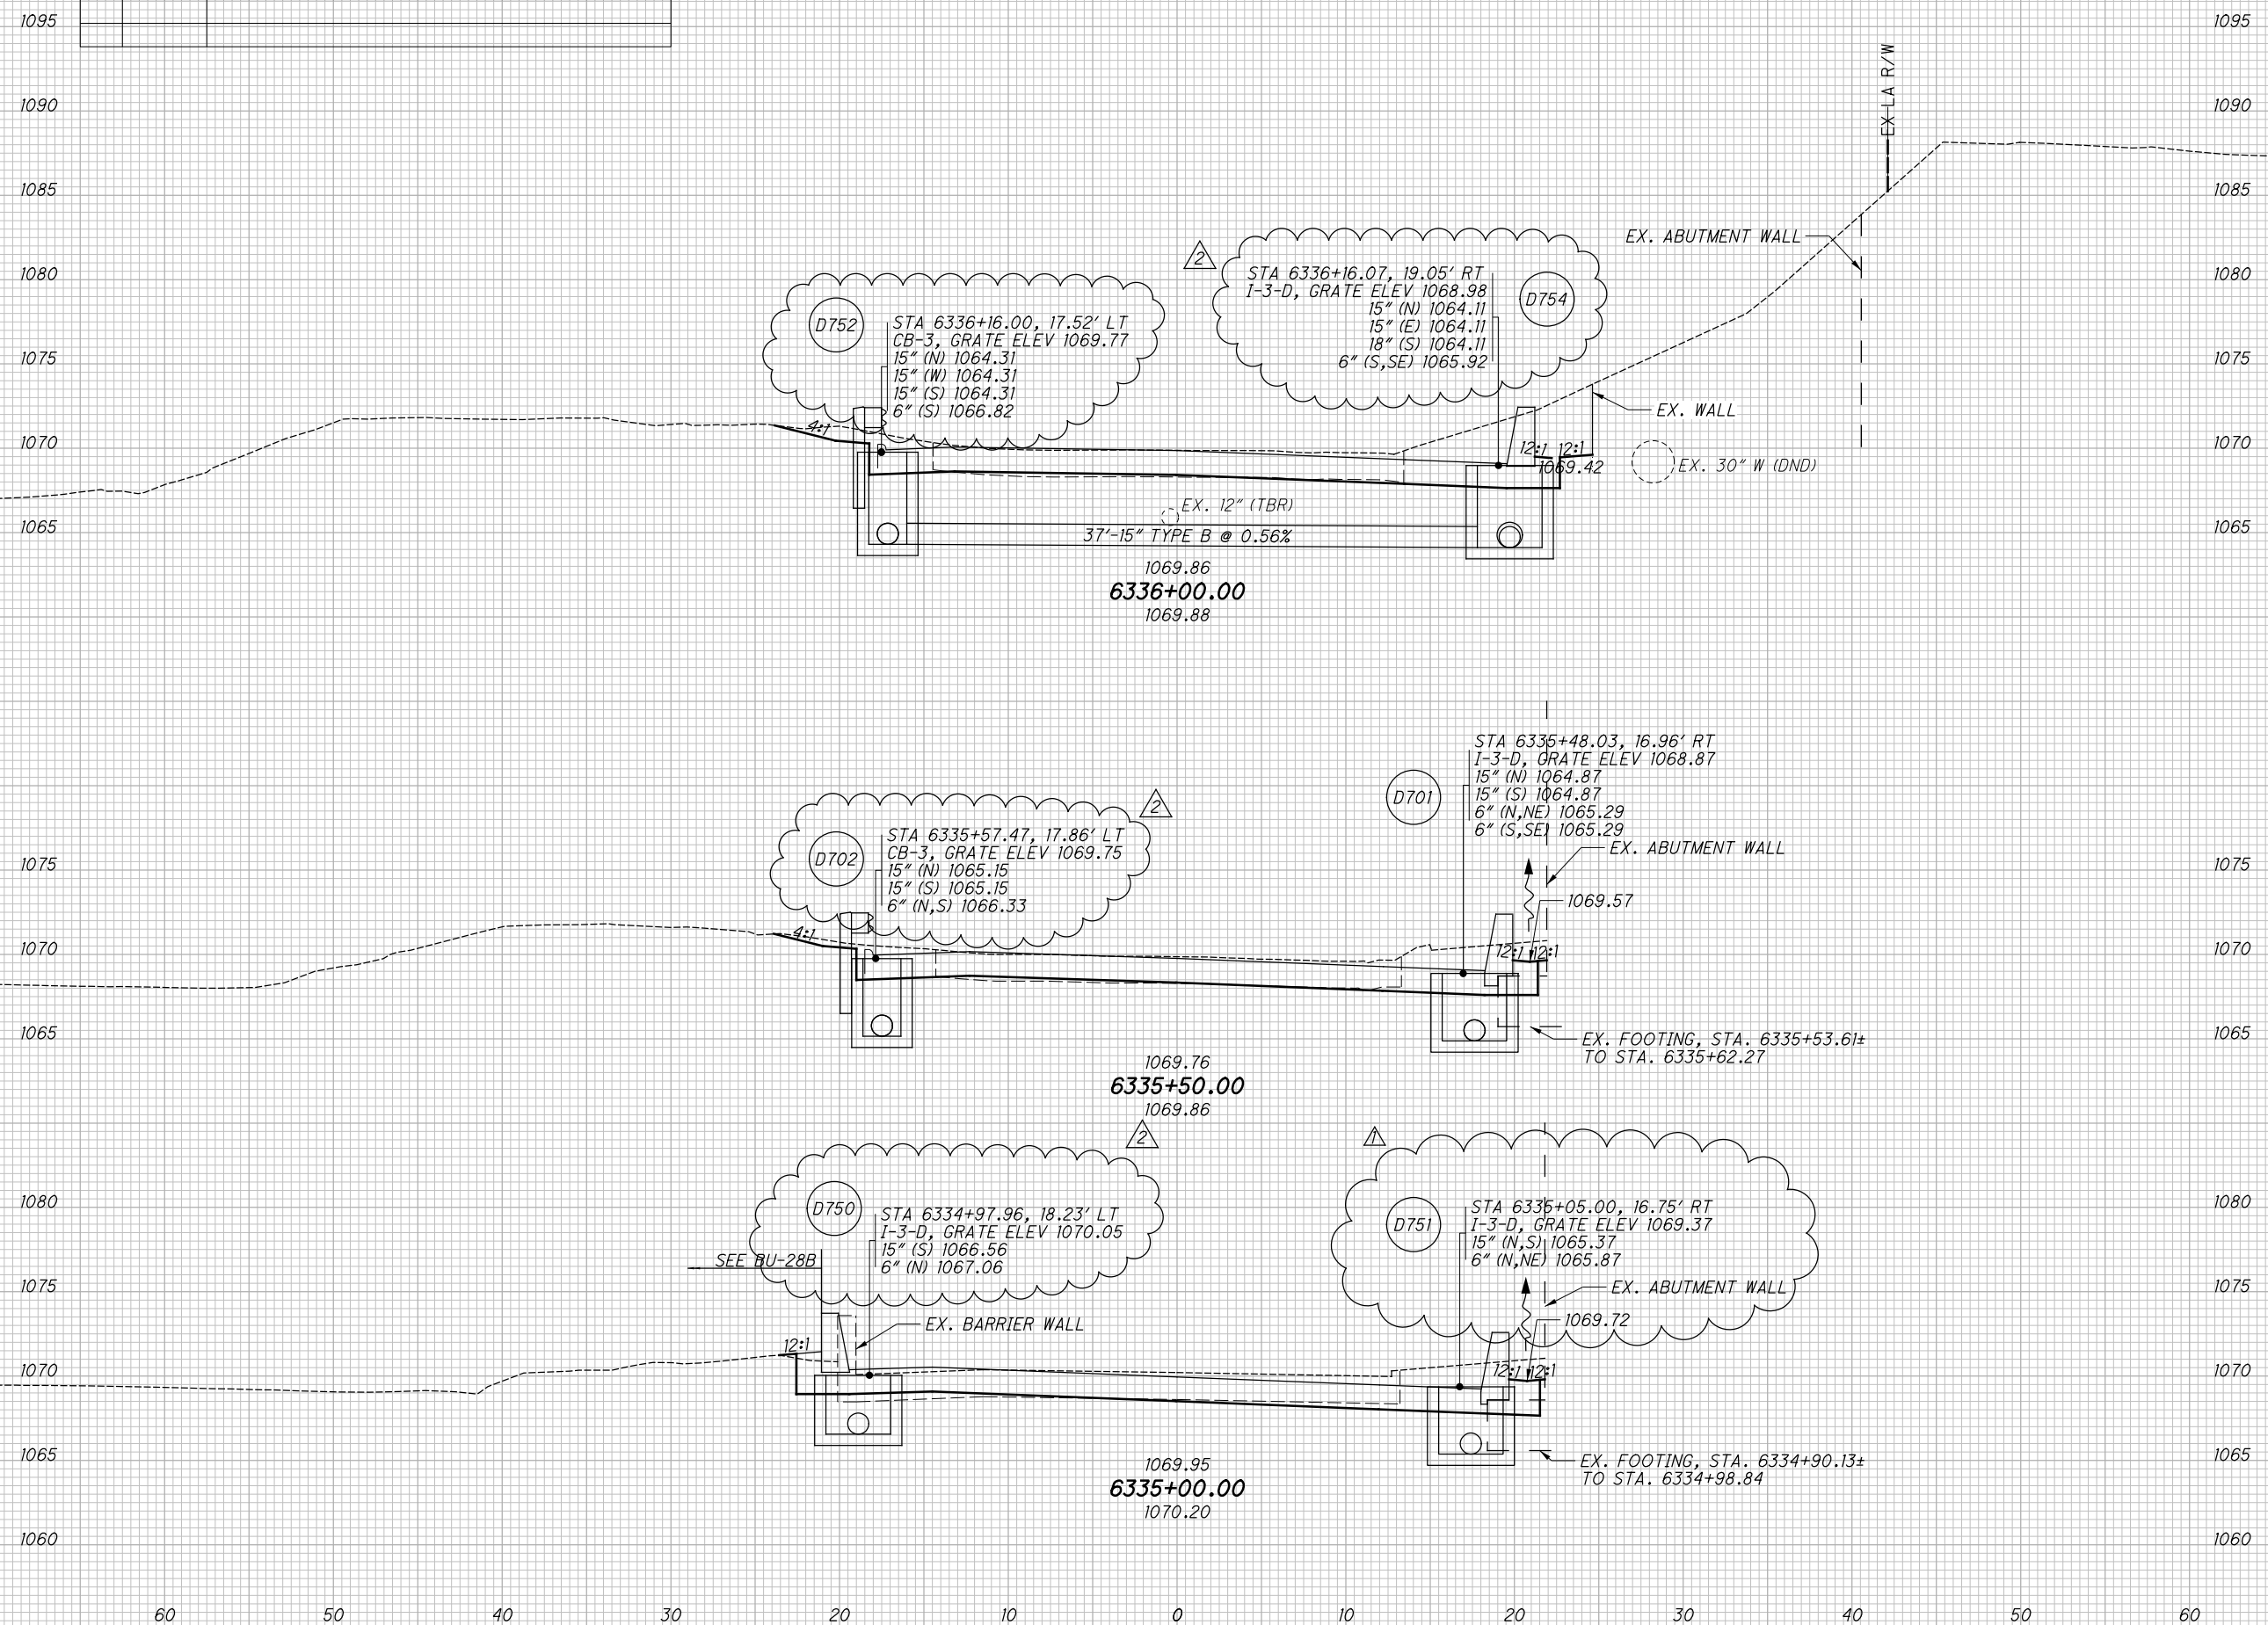 1095
1095
EX LA R/W
1090
1090
1085
1085
EX. ABUTMENT WALL
1080
1080
2
STA 6336+16.07, 19.05' RT
I-3-D, GRATE ELEV 1068.98
15" (N) 1064.11
15" (E) 1064.11
18" (S) 1064.11
6" (S,SE) 1065.92
D754
D752
STA 6336+16.00, 17.52' LT
CB-3, GRATE ELEV 1069.77
15" (N) 1064.31
15" (W) 1064.31
15" (S) 1064.31
6" (S) 1066.82
1075
1075
EX. WALL
4:1
1070
1070
12:1 12:1
1069.42
EX. 30" W (DND)
EX. 12" (TBR)
1065
1065
37'-15" TYPE B @ 0.56%
1069.86
6336+00.00
1069.88
STA 6335+48.03, 16.96' RT
I-3-D, GRATE ELEV 1068.87
15" (N) 1064.87
15" (S) 1064.87
6" (N,NE) 1065.29
6" (S,SE) 1065.29
D701
2
D702
STA 6335+57.47, 17.86' LT
CB-3, GRATE ELEV 1069.75
15" (N) 1065.15
15" (S) 1065.15
6" (N,S) 1066.33
EX. ABUTMENT WALL
1075
1075
1069.57
4:1
1070
1070
12:1 12:1
1065
1065
EX. FOOTING, STA. 6335+53.61±
TO STA. 6335+62.27
1069.76
6335+50.00
1069.86
2
1
D750
STA 6334+97.96, 18.23' LT
I-3-D, GRATE ELEV 1070.05
15" (S) 1066.56
6" (N) 1067.06
D751
STA 6335+05.00, 16.75' RT
I-3-D, GRATE ELEV 1069.37
15" (N,S) 1065.37
6" (N,NE) 1065.87
1080
1080
SEE BU-28B
1075
1075
EX. ABUTMENT WALL
EX. BARRIER WALL
1069.72
12:1
1070
1070
12:1 12:1
1065
1065
EX. FOOTING, STA. 6334+90.13±
TO STA. 6334+98.84
1069.95
6335+00.00
1070.20
1060
1060
60 50 40 30 20 10 0 10 20 30 40 50 60